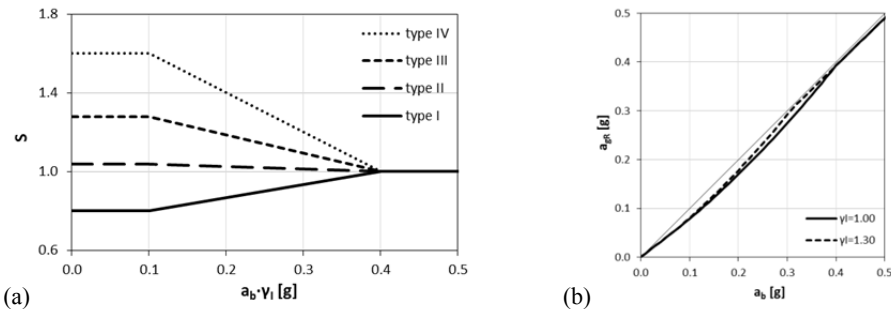 1.8
1.4
1.0
0.6
S
type IV
type III
type II
type I
0.0 0.1 0.2 0.3 0.4 0.5
a_b·γ_I [g]
(a)
0.5
0.4
0.3
0.2
0.1
0.0
a_gR [g]
γI=1.00
γI=1.30
0.0 0.1 0.2 0.3 0.4 0.5
a_b [g]
(b)